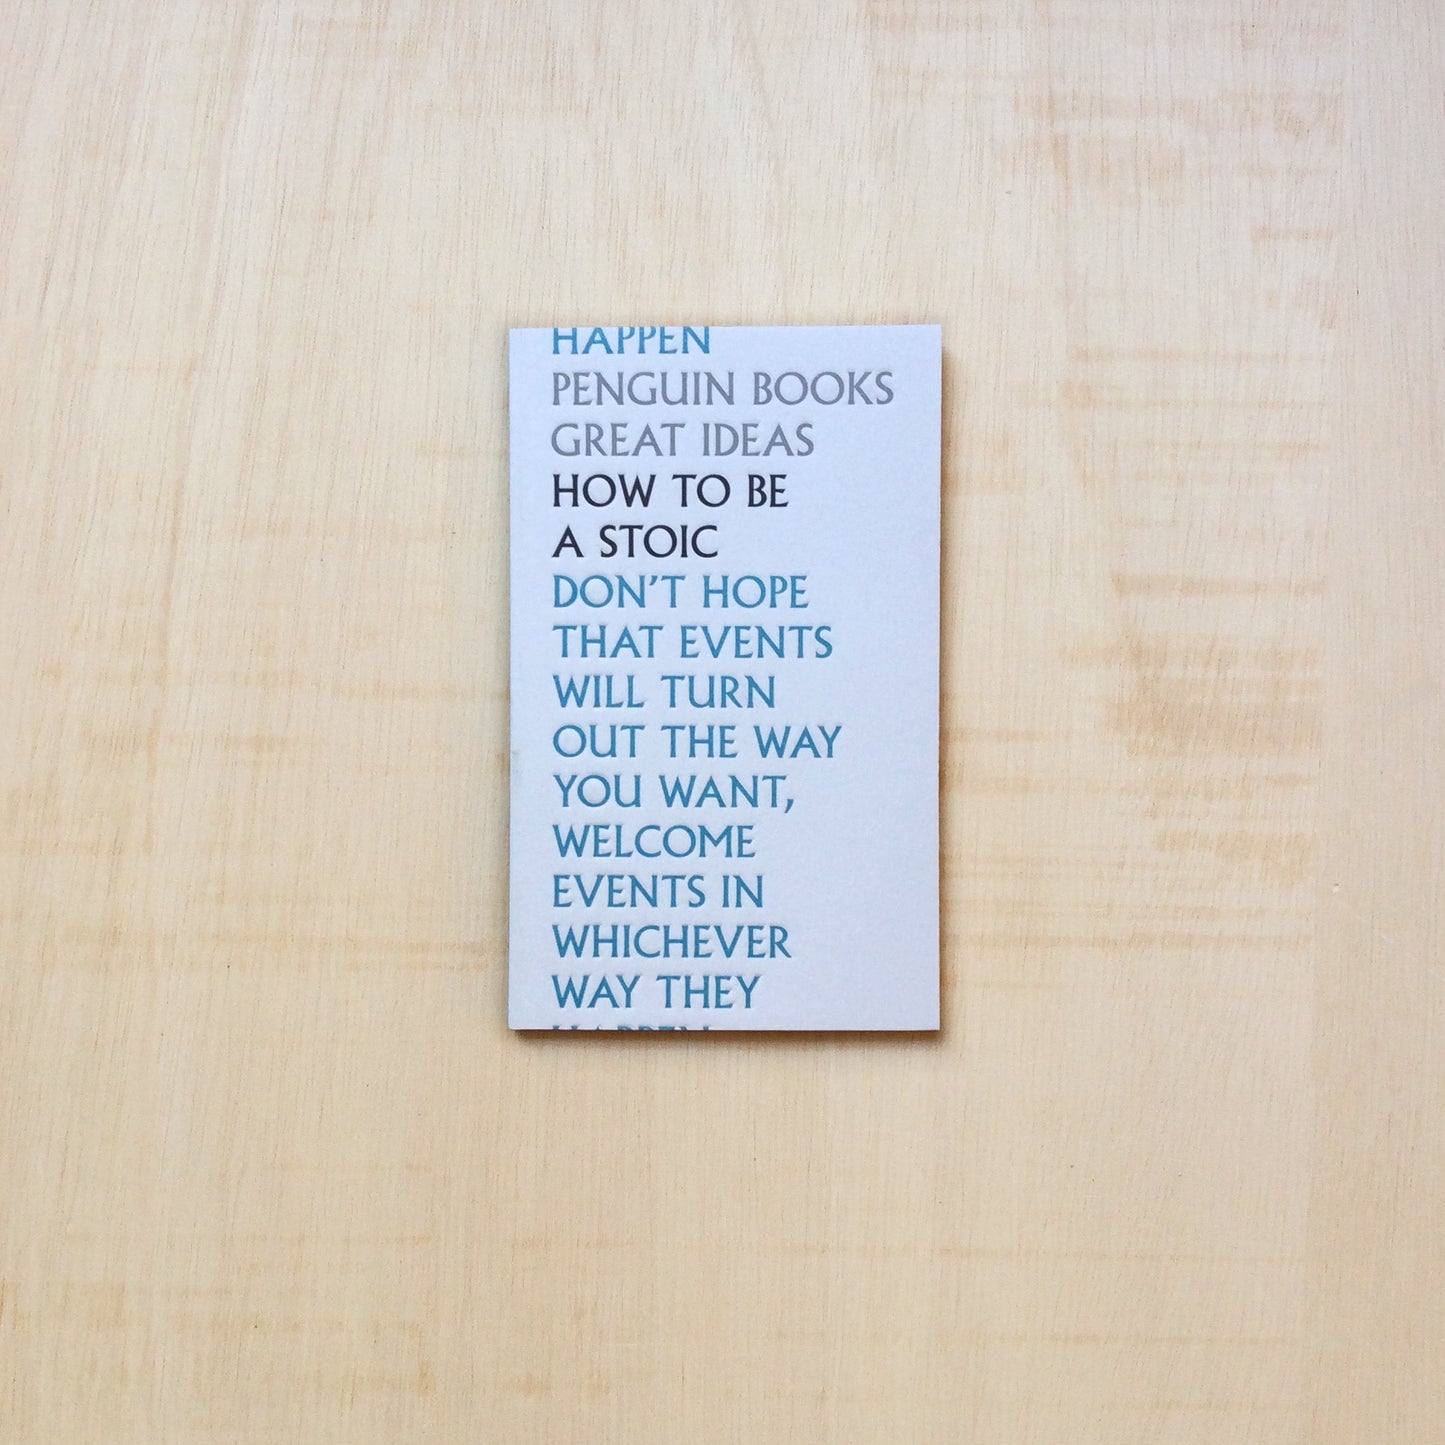 HAPPEN
PENGUIN BOOKS
GREAT IDEAS
HOW TO BE
A STOIC
DON'T HOPE
THAT EVENTS
WILL TURN
OUT THE WAY
YOU WANT,
WELCOME
EVENTS IN
WHICHEVER
WAY THEY
HAPPEN